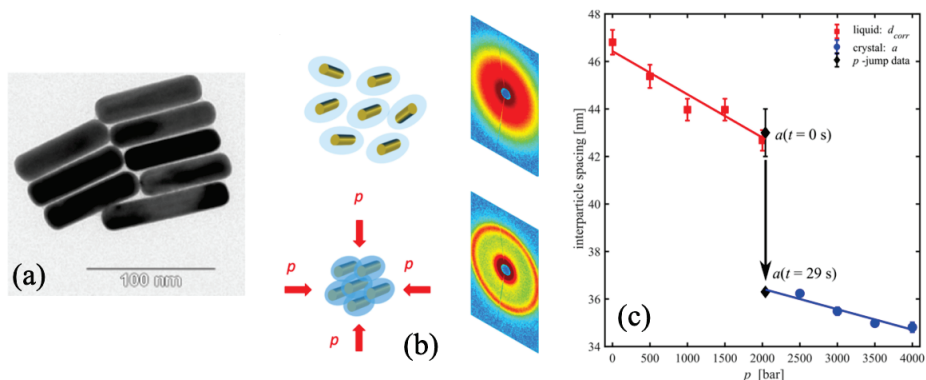 (a)
100 nm
p
p
p
p
(b)
48
46
44
42
40
38
36
34
interparticle spacing [nm]
liquid: d_corr
crystal: a
p -jump data
a(t = 0 s)
a(t = 29 s)
(c)
0
500
1000
1500
2000
2500
3000
3500
4000
p [bar]